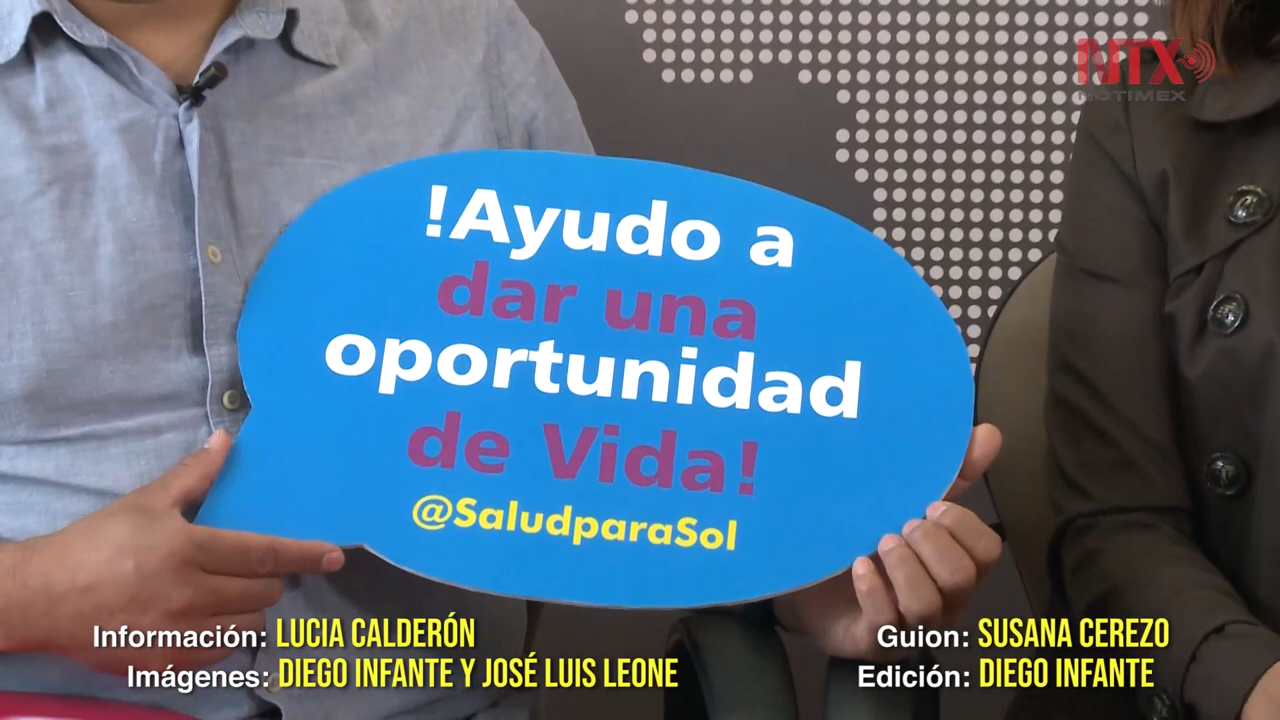 NTX
NOTIMEX
!Ayudo a
dar una
oportunidad
de Vida!
@SaludparaSol
Información: LUCIA CALDERÓN
Imágenes: DIEGO INFANTE Y JOSÉ LUIS LEONE
Guion: SUSANA CEREZO
Edición: DIEGO INFANTE